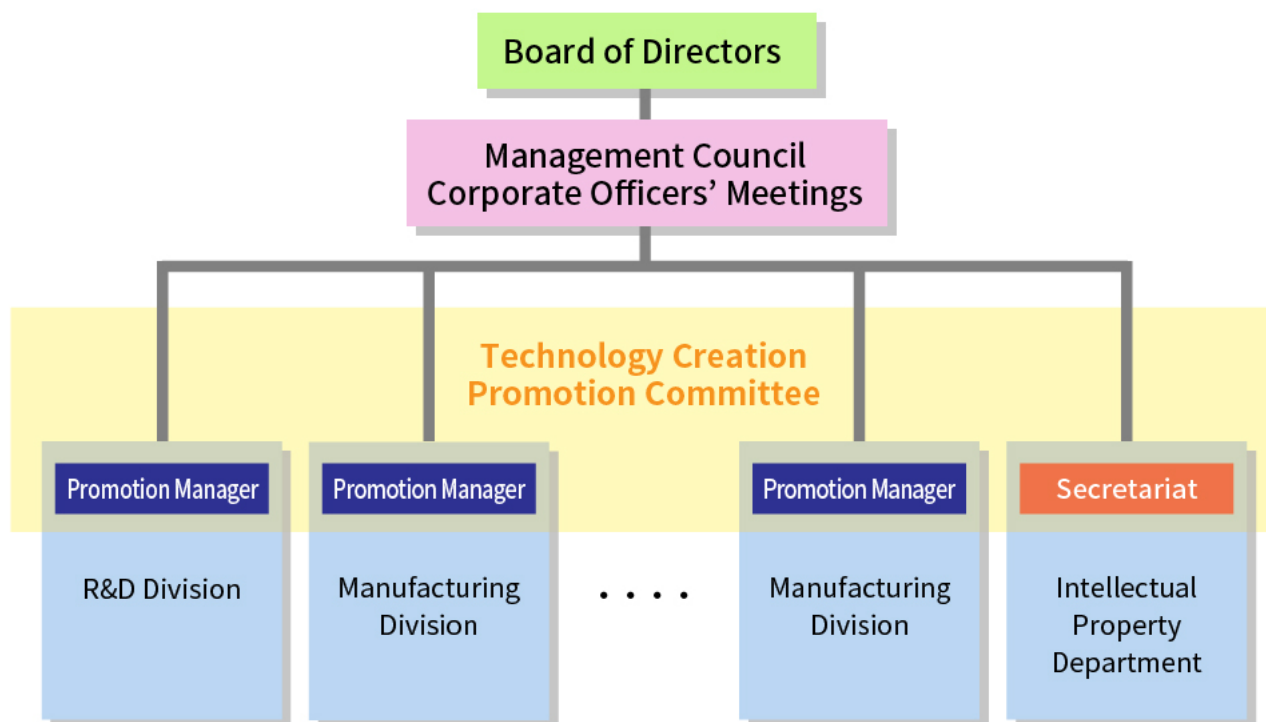 Board of Directors
Management Council
Corporate Officers’ Meetings
Technology Creation
Promotion Committee
Promotion Manager
R&D Division
Promotion Manager
Manufacturing
Division
. . . .
Promotion Manager
Manufacturing
Division
Secretariat
Intellectual
Property
Department